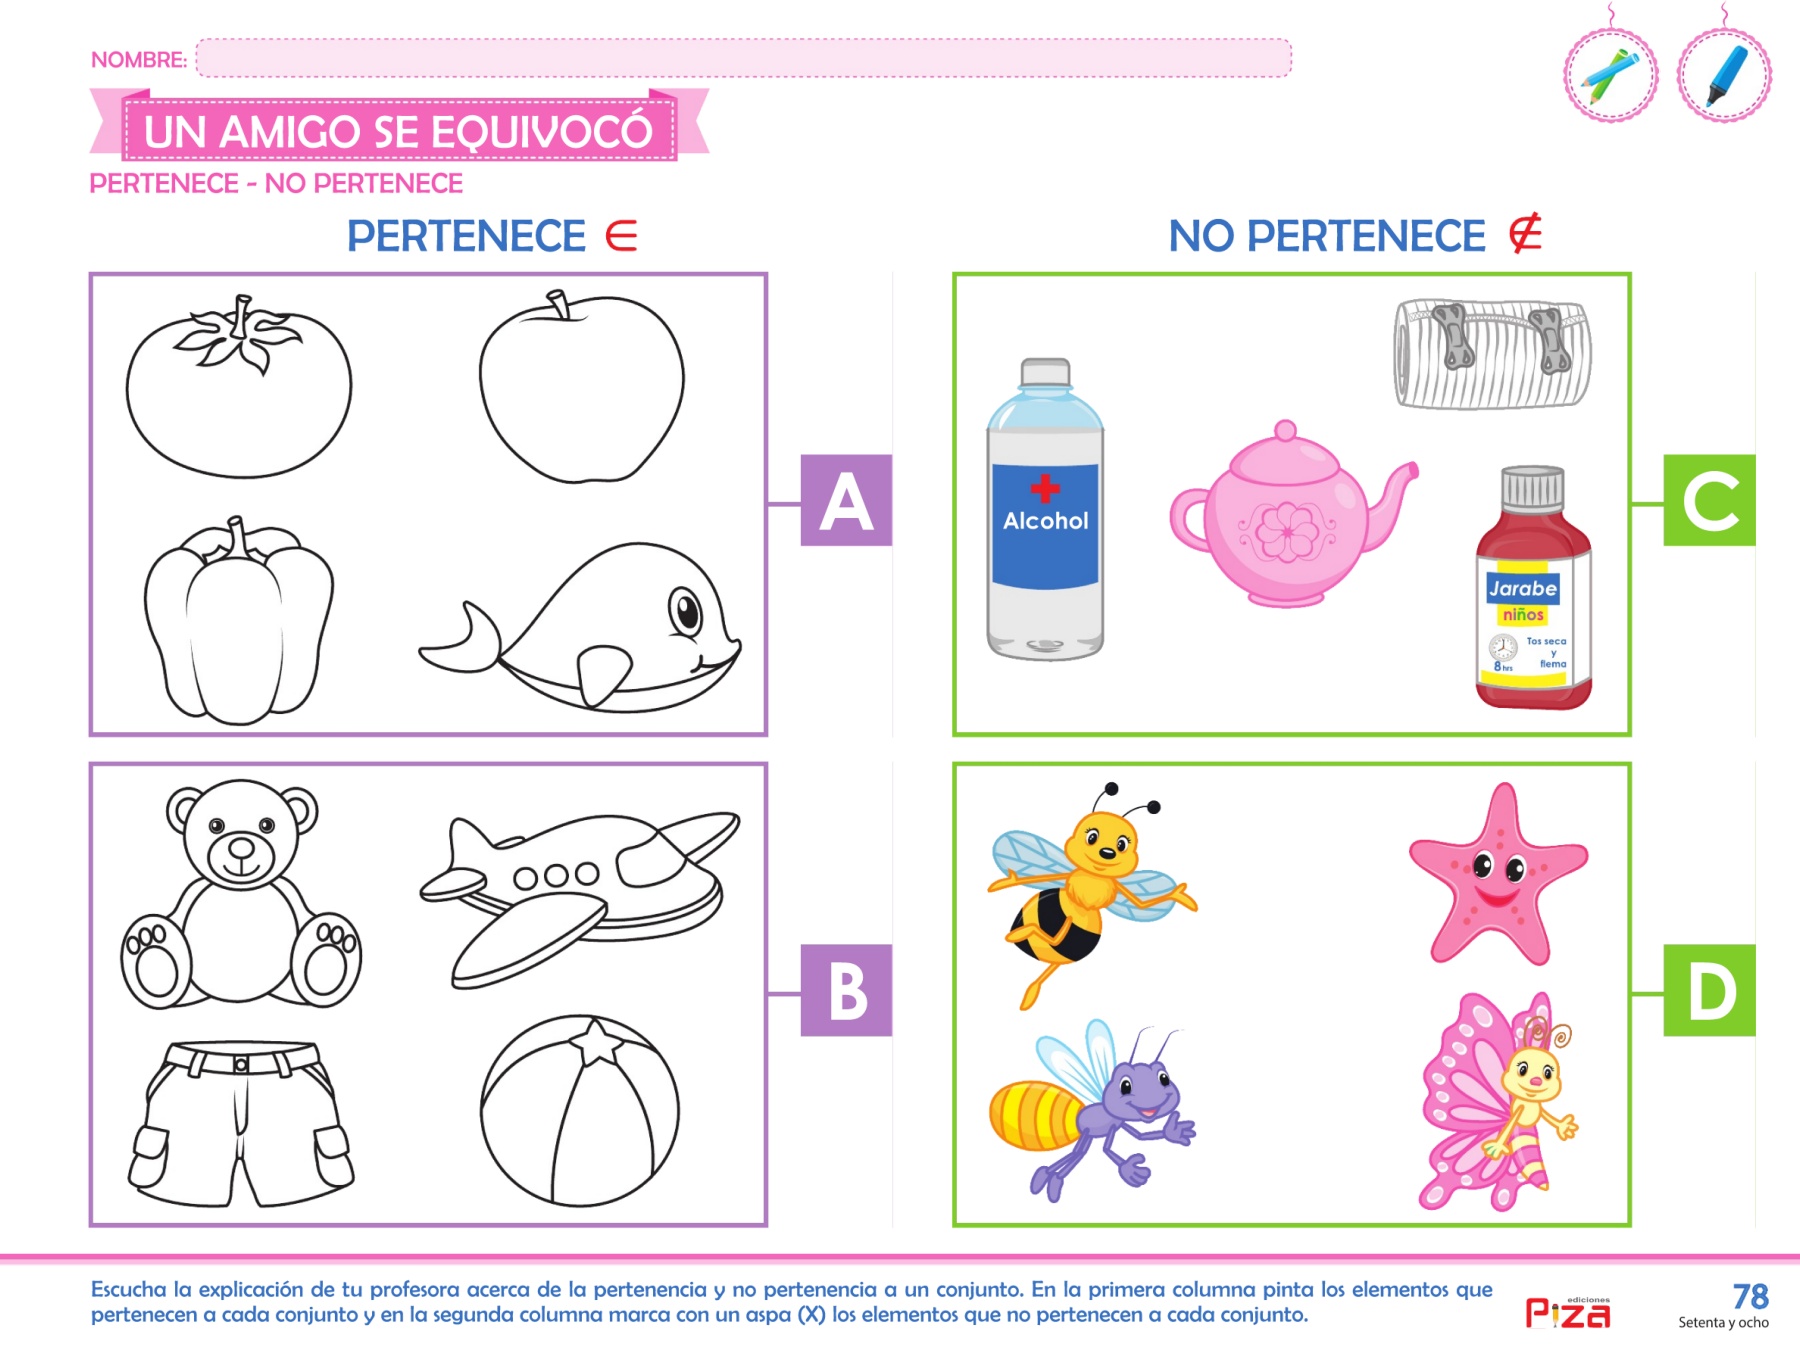 NOMBRE:
UN AMIGO SE EQUIVOCÓ
PERTENECE - NO PERTENECE
PERTENECE ∈
NO PERTENECE ∉
A
Alcohol
Jarabe
niños
Tos seca
y
flema
8 hrs
C
B
D
Escucha la explicación de tu profesora acerca de la pertenencia y no pertenencia a un conjunto. En la primera columna pinta los elementos que
pertenecen a cada conjunto y en la segunda columna marca con un aspa (X) los elementos que no pertenecen a cada conjunto.
ediciones
Piza
78
Setenta y ocho